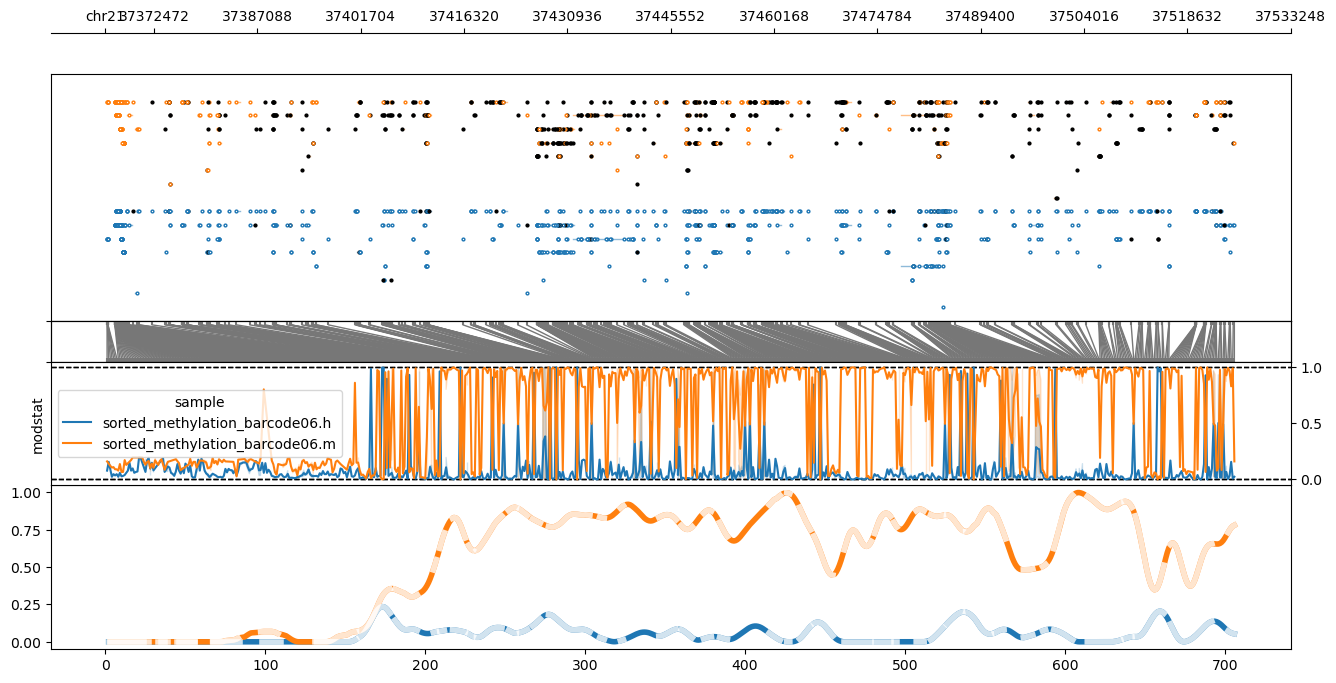 chr21 37372472 37387088 37401704 37416320 37430936 37445552 37460168 37474784 37489400 37504016 37518632 37533248
modstat
sample
sorted_methylation_barcode06.h
sorted_methylation_barcode06.m
1.0
0.5
0.0
1.00
0.75
0.50
0.25
0.00
0 100 200 300 400 500 600 700